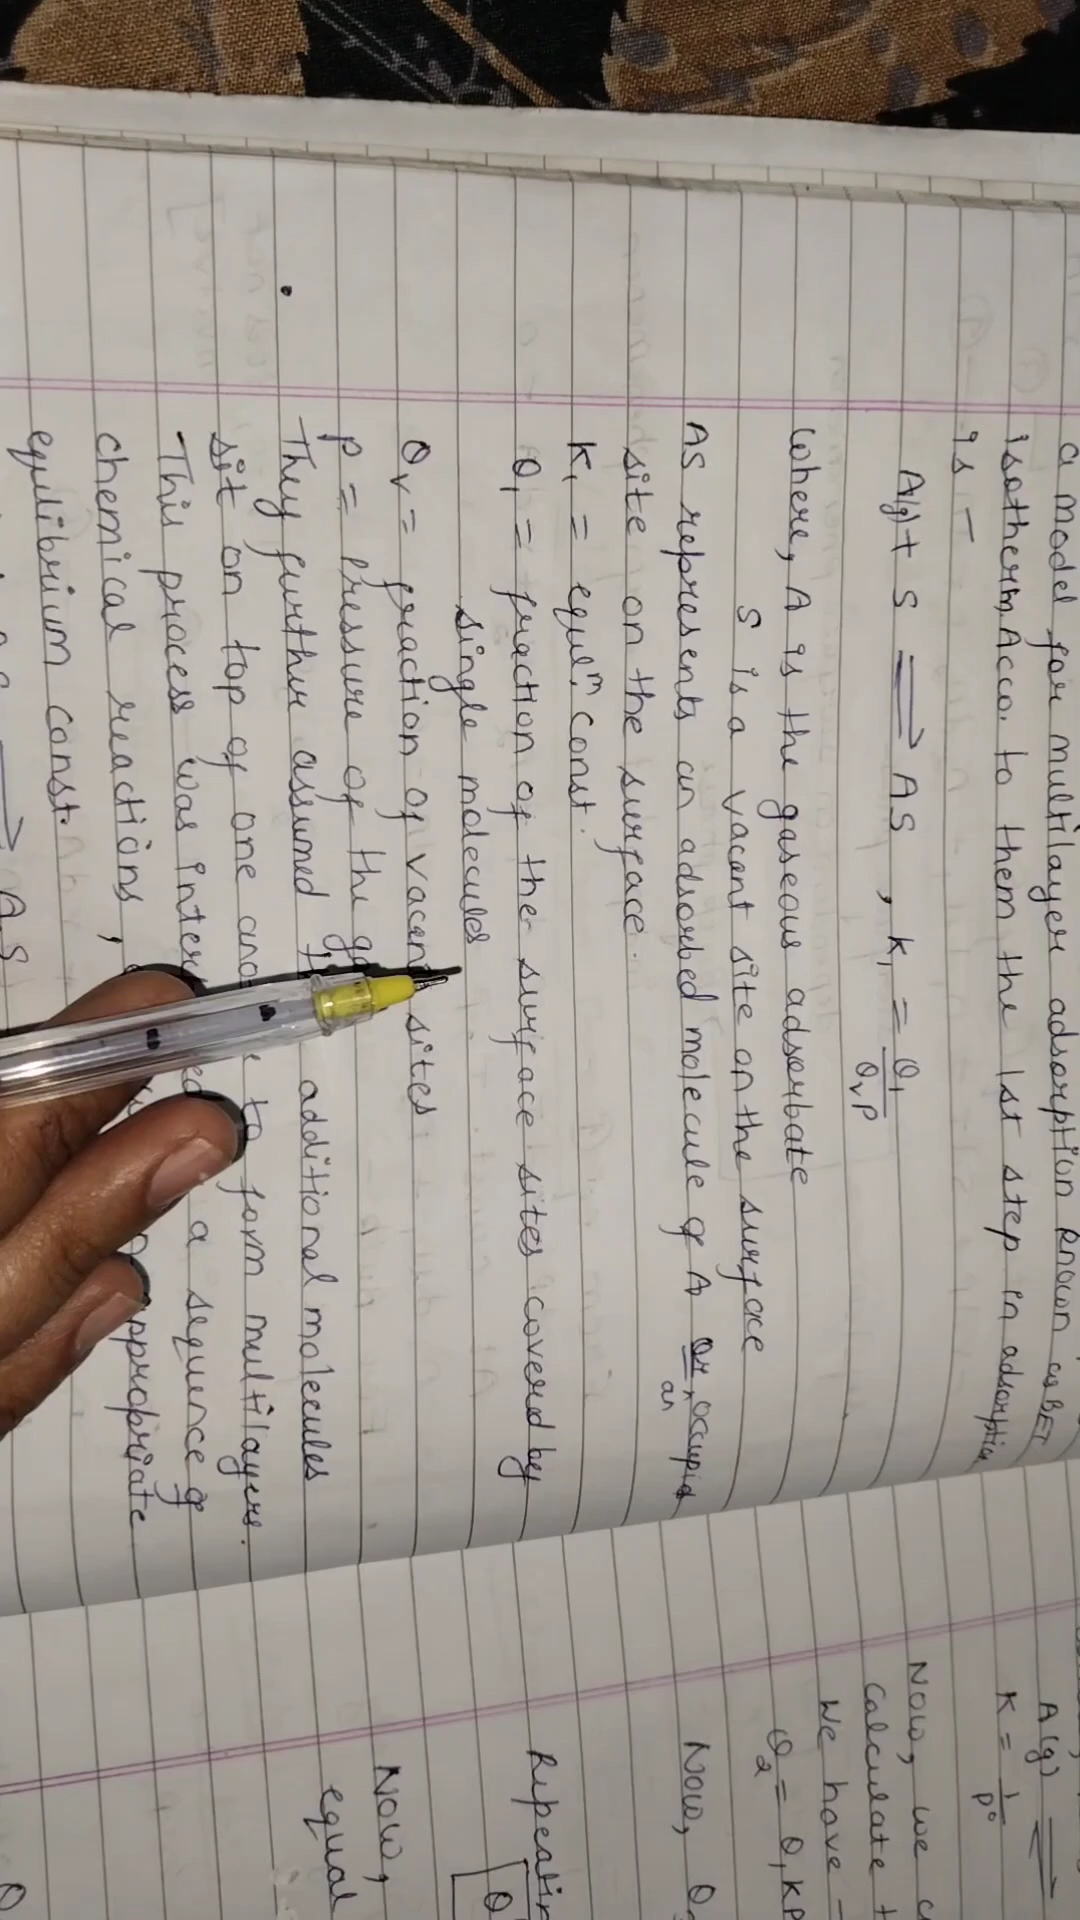 a model for multilayer adsorption known as BET
isotherm, Acco. to them the 1st step in adsorption
is –
A(g) + S ⇌ AS , K₁ = θ₁/θᵥP
where, A is the gaseous adsorbate
S is a vacant site on the surface
AS represents an adsorbed molecule of A or, occupied
an
site on the surface.
K₁ = equilᵐ const.
θ₁ = fraction of the surface sites covered by
single molecules
θᵥ = fraction of vacant sites
P = pressure of the
They further assumed additional molecules
sit on top of one to form multilayers.
- This process was a sequence of
chemical reactions, appropriate
equilibrium const.
⇌ A₂S
A(g) ⇌
K = 1/P°
Now, we
calculate
We have –
θ₂ = θ₁KP
Now, θ
θ
Now,
equal
θ